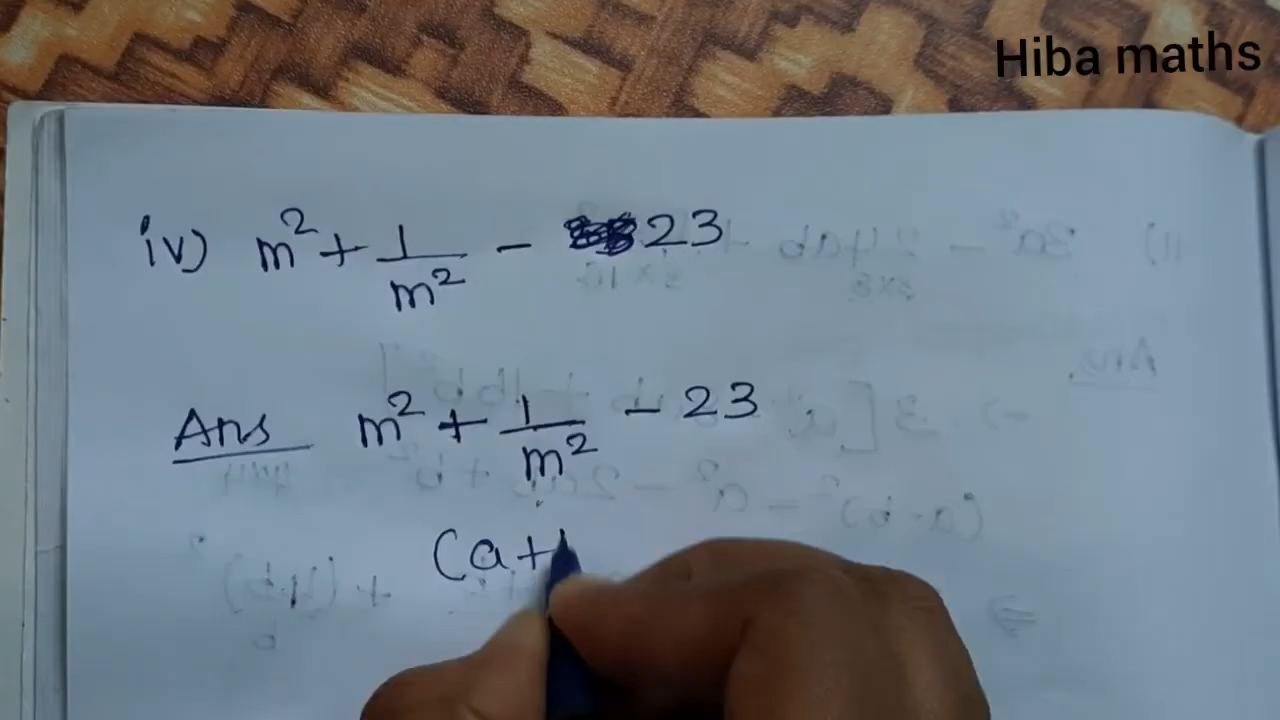 Hiba maths
iv) m² + 1/m² - 23
Ans m² + 1/m² - 23
(a+